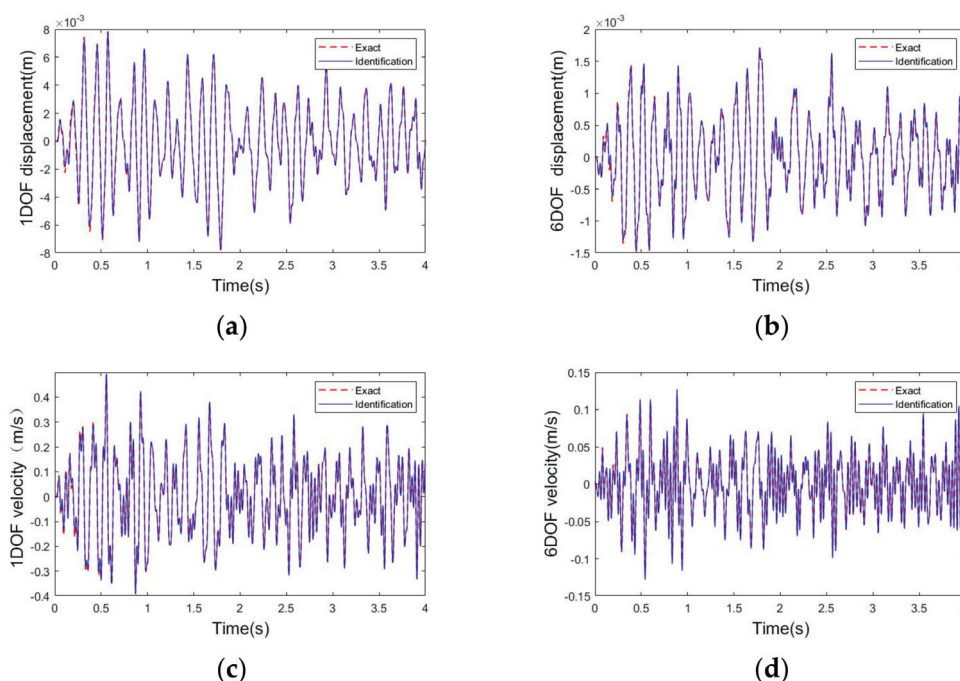 ×10⁻³
8
6
4
2
0
-2
-4
-6
-8
1DOF displacement(m)
Exact
Identification
0 0.5 1 1.5 2 2.5 3 3.5 4
Time(s)
(a)
×10⁻³
2
1.5
1
0.5
0
-0.5
-1
-1.5
6DOF displacement(m)
Exact
Identification
0 0.5 1 1.5 2 2.5 3 3.5 4
Time(s)
(b)
0.4
0.3
0.2
0.1
0
-0.1
-0.2
-0.3
-0.4
1DOF velocity（m/s)
Exact
Identification
0 0.5 1 1.5 2 2.5 3 3.5 4
Time(s)
(c)
0.15
0.1
0.05
0
-0.05
-0.1
-0.15
6DOF velocity(m/s)
Exact
Identification
0 0.5 1 1.5 2 2.5 3 3.5 4
Time(s)
(d)